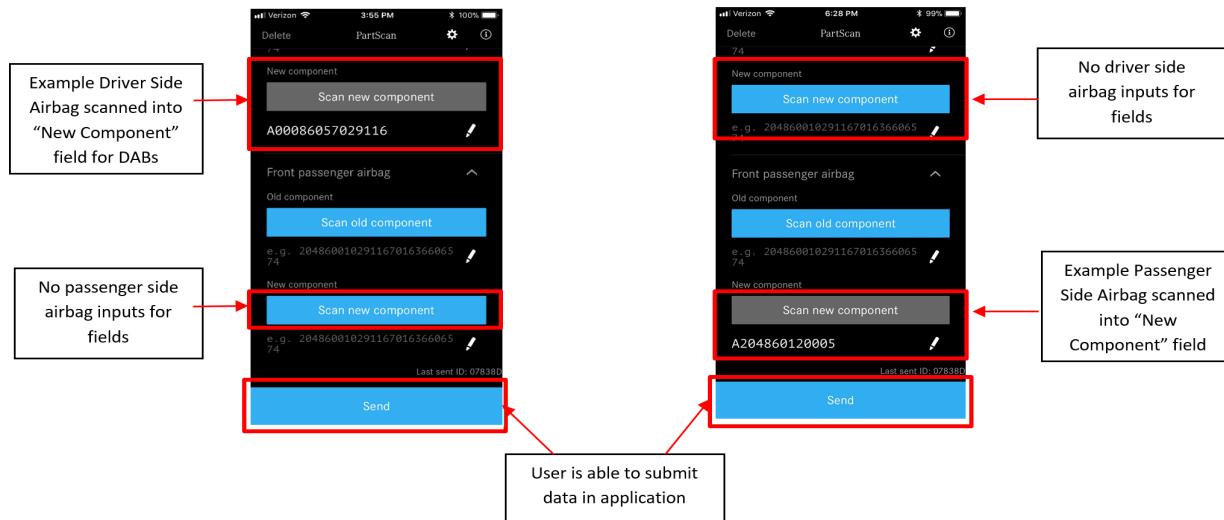 Verizon 3:55 PM 100%
Delete PartScan
74
New component
Scan new component
A00086057029116
Front passenger airbag
Old component
Scan old component
e.g. 204860010291167016366065
74
New component
Scan new component
e.g. 204860010291167016366065
74
Last sent ID: 07838D
Send
Example Driver Side
Airbag scanned into
“New Component”
field for DABs
No passenger side
airbag inputs for
fields
Verizon 6:28 PM 99%
Delete PartScan
74
New component
Scan new component
e.g. 204860010291167016366065
74
Front passenger airbag
Old component
Scan old component
e.g. 204860010291167016366065
74
New component
Scan new component
A204860120005
Last sent ID: 07838D
Send
No driver side
airbag inputs for
fields
Example Passenger
Side Airbag scanned
into “New
Component” field
User is able to submit
data in application